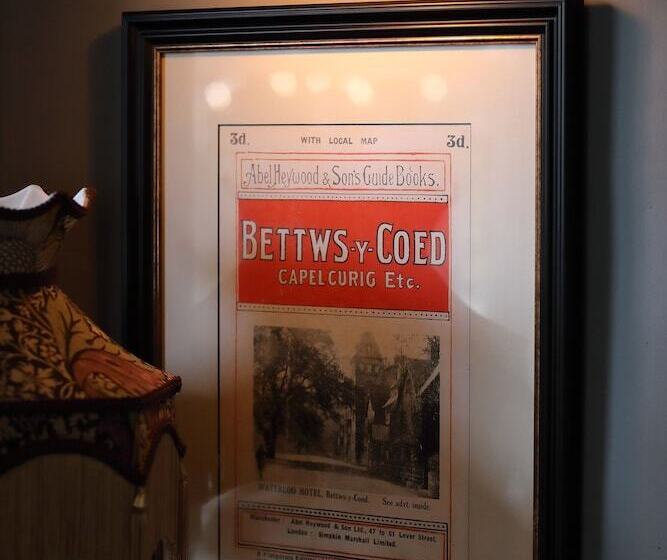 3d. WITH LOCAL MAP 3d.
Abel Heywood & Son's Guide Books.
BETTWS-Y-COED
CAPEL CURIG Etc.
WATERLOO HOTEL, Bettws-y-Coed. See advt. inside.
Manchester: Abel Heywood & Son Ltd., 47 to 61 Lever Street.
London: Simpkin Marshall Limited.